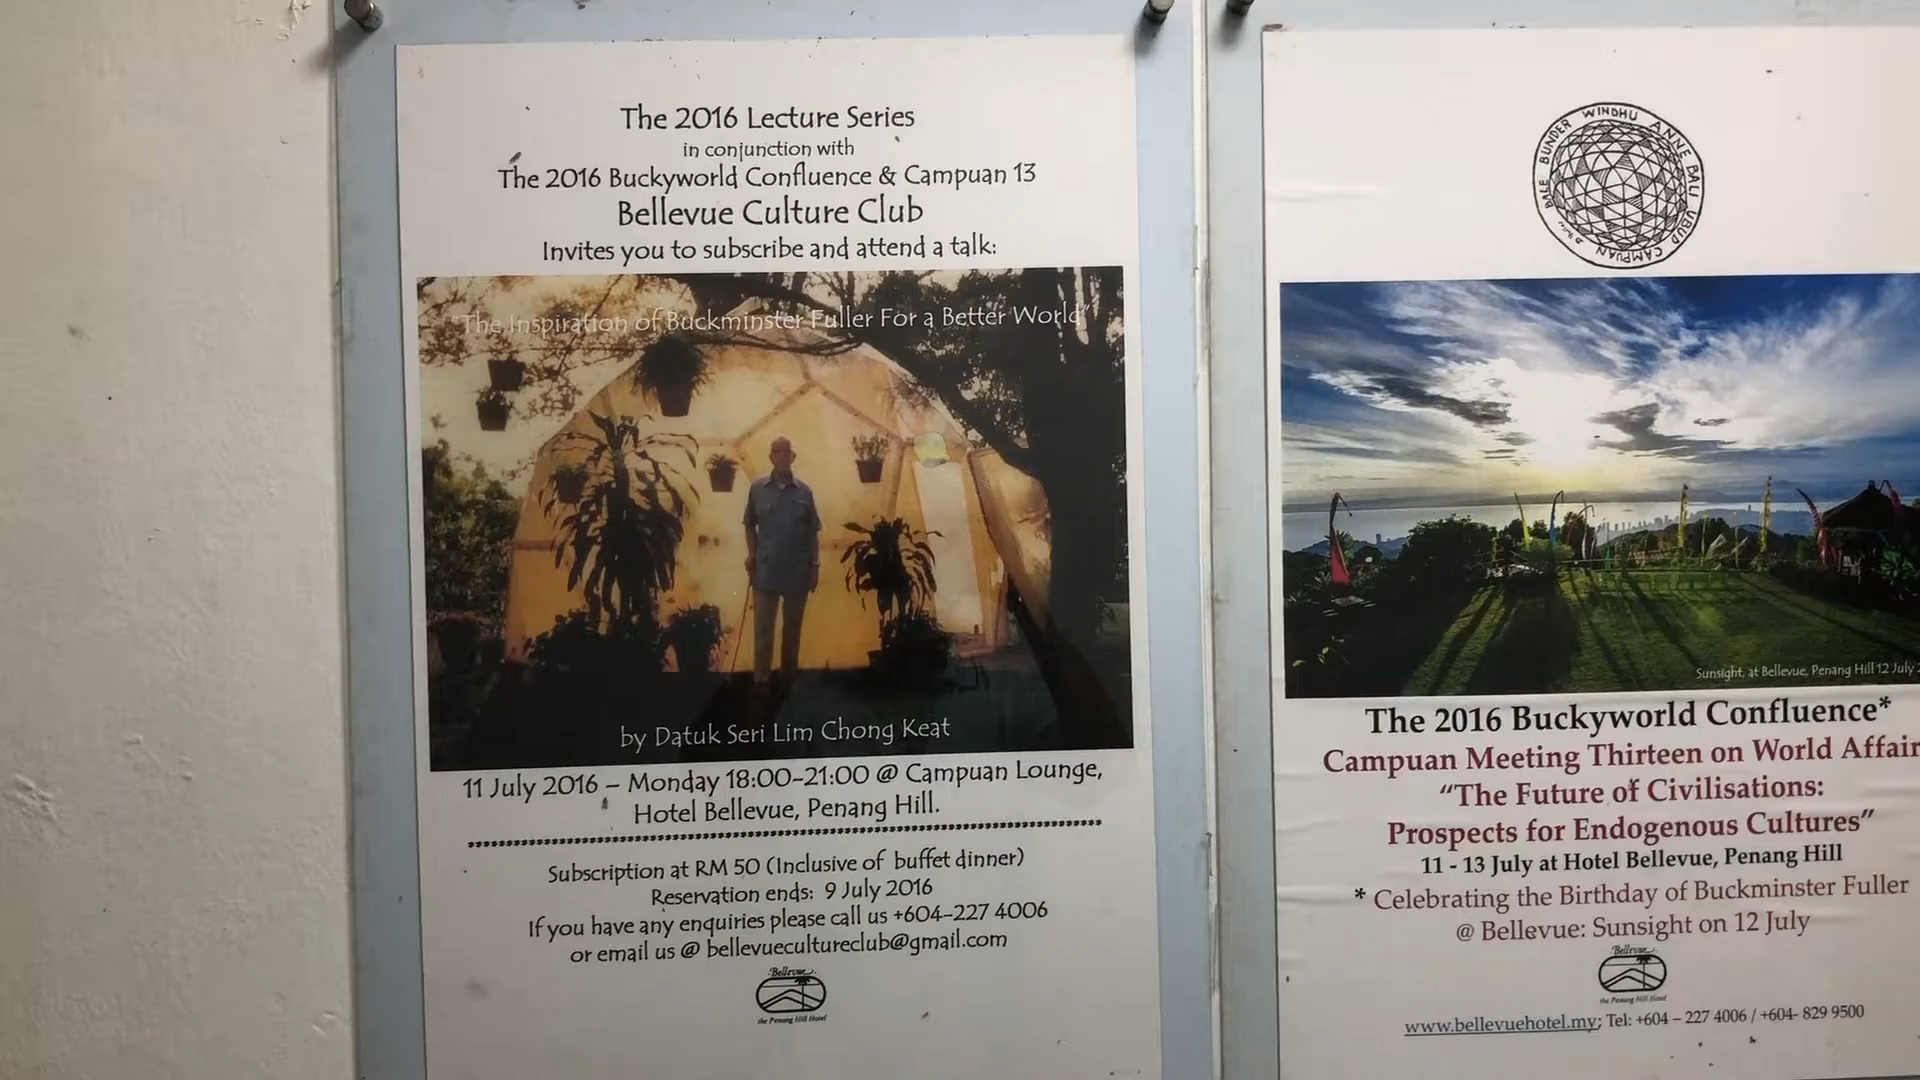 The 2016 Lecture Series
in conjunction with
The 2016 Buckyworld Confluence & Campuan 13
Bellevue Culture Club
Invites you to subscribe and attend a talk:
"The Inspiration of Buckminster Fuller For a Better World"
by Datuk Seri Lim Chong Keat
11 July 2016 – Monday 18:00-21:00 @ Campuan Lounge,
Hotel Bellevue, Penang Hill.
Subscription at RM 50 (Inclusive of buffet dinner)
Reservation ends: 9 July 2016
If you have any enquiries please call us +604-227 4006
or email us @ bellevuecultureclub@gmail.com
Bellevue
the Penang Hill Hotel
BALE BUNDER WINDHU ANNE BALI UBUD CAMPUAN
Sunsight, at Bellevue, Penang Hill 12 July
The 2016 Buckyworld Confluence*
Campuan Meeting Thirteen on World Affair
"The Future of Civilisations:
Prospects for Endogenous Cultures"
11 - 13 July at Hotel Bellevue, Penang Hill
* Celebrating the Birthday of Buckminster Fuller
@ Bellevue: Sunsight on 12 July
Bellevue
the Penang Hill Hotel
www.bellevuehotel.my; Tel: +604 – 227 4006 / +604- 829 9500